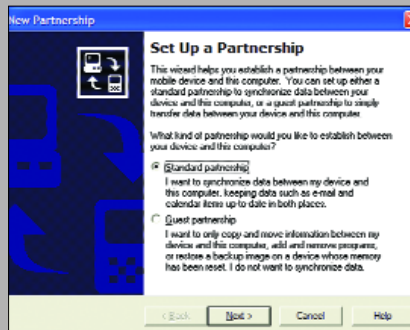 New Partnership
Set Up a Partnership
This wizard helps you establish a partnership between your
mobile device and this computer. You can set up either a
standard partnership to synchronize data between your
device and this computer, or a guest partnership to simply
transfer data between your device and this computer.
What kind of partnership would you like to establish between
your device and this computer?
Standard partnership
I want to synchronize data between my device and
this computer, keeping data such as e-mail and
calendar items up-to-date in both places.
Guest partnership
I want to only copy and move information between my
device and this computer, add and remove programs,
or restore a backup image on a device whose memory
has been reset. I do not want to synchronize data.
< Back
Next >
Cancel
Help